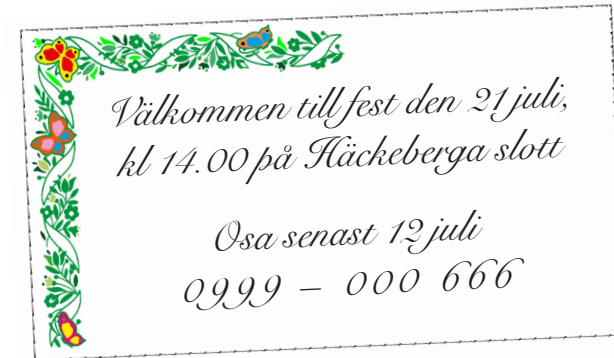 Välkommen till fest den 21 juli,
kl 14.00 på Häckeberga slott
Osa senast 12 juli
0999 – 000 666